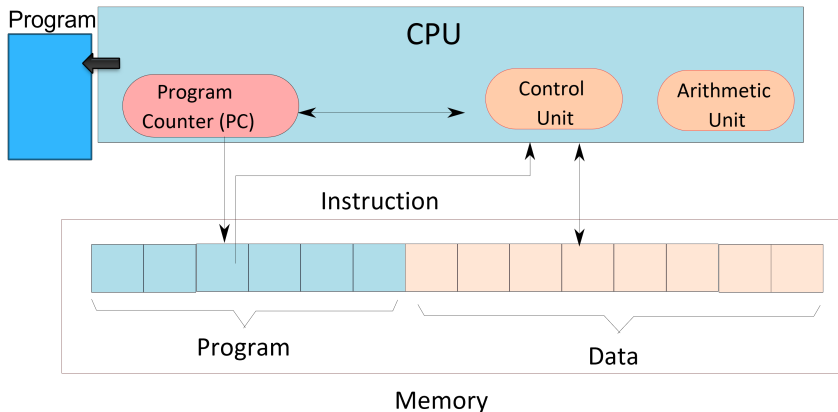 Program
CPU
Program
Counter (PC)
Control
Unit
Arithmetic
Unit
Instruction
Program
Data
Memory